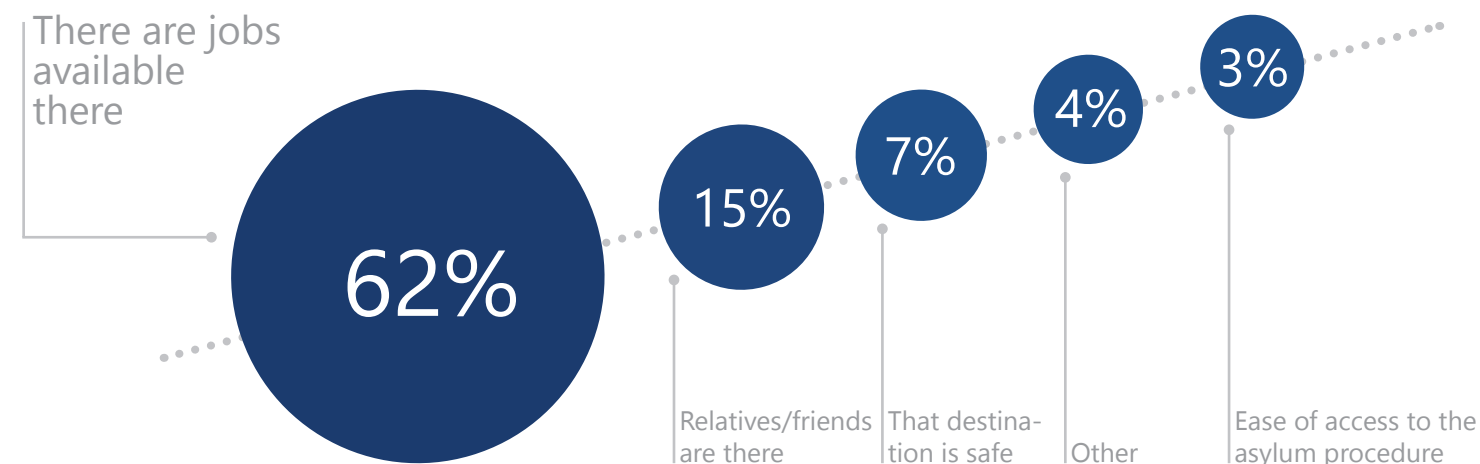 There are jobs
available
there
62%
15%
7%
4%
3%
Relatives/friends
are there
That destina-
tion is safe
Other
Ease of access to the
asylum procedure